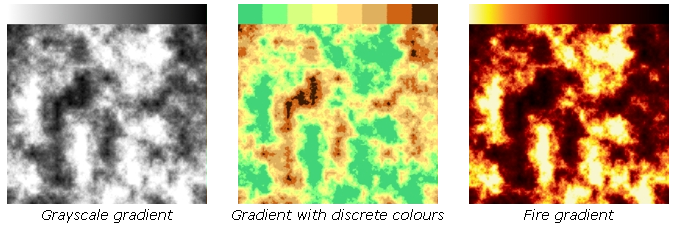 Grayscale gradient
Gradient with discrete colours
Fire gradient